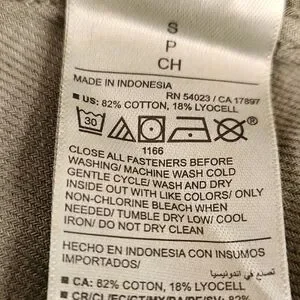 S
P
CH
MADE IN INDONESIA
RN 54023 / CA 17897
■ US: 82% COTTON, 18% LYOCELL
30
1166
CLOSE ALL FASTENERS BEFORE
WASHING/ MACHINE WASH COLD
GENTLE CYCLE/ WASH AND DRY
INSIDE OUT WITH LIKE COLORS/ ONLY
NON-CHLORINE BLEACH WHEN
NEEDED/ TUMBLE DRY LOW/ COOL
IRON/ DO NOT DRY CLEAN
تصنع في اندونيسيا
HECHO EN INDONESIA CON INSUMOS
IMPORTADOS/
■ CA: 82% COTTON, 18% LYOCELL